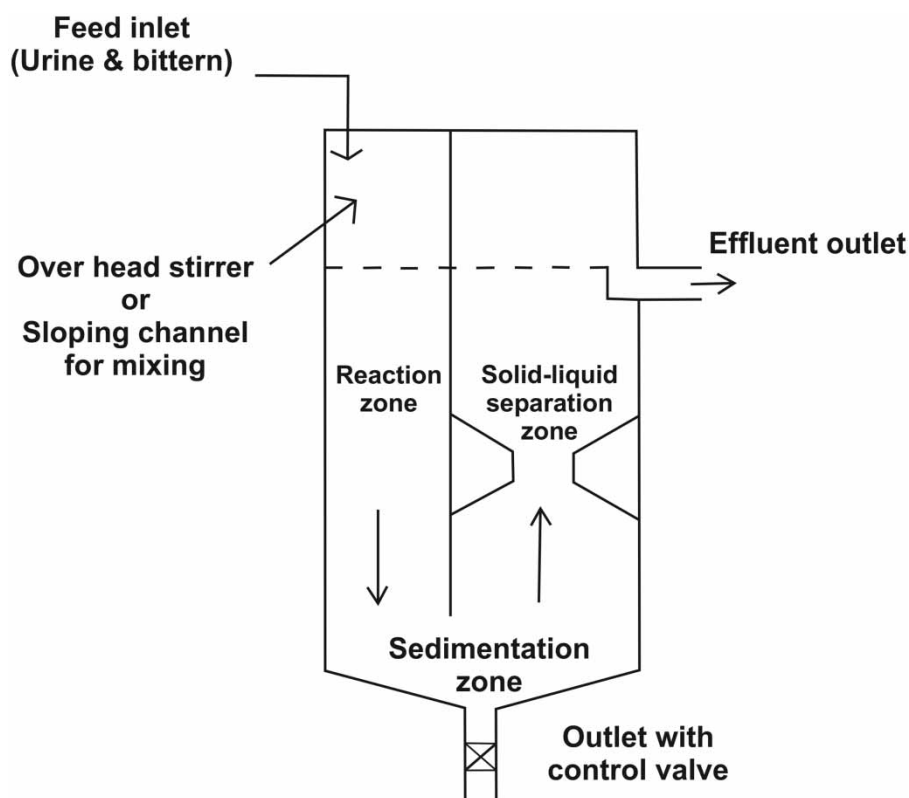 Feed inlet
(Urine & bittern)
Over head stirrer
or
Sloping channel
for mixing
Effluent outlet
Reaction
zone
Solid-liquid
separation
zone
Sedimentation
zone
Outlet with
control valve